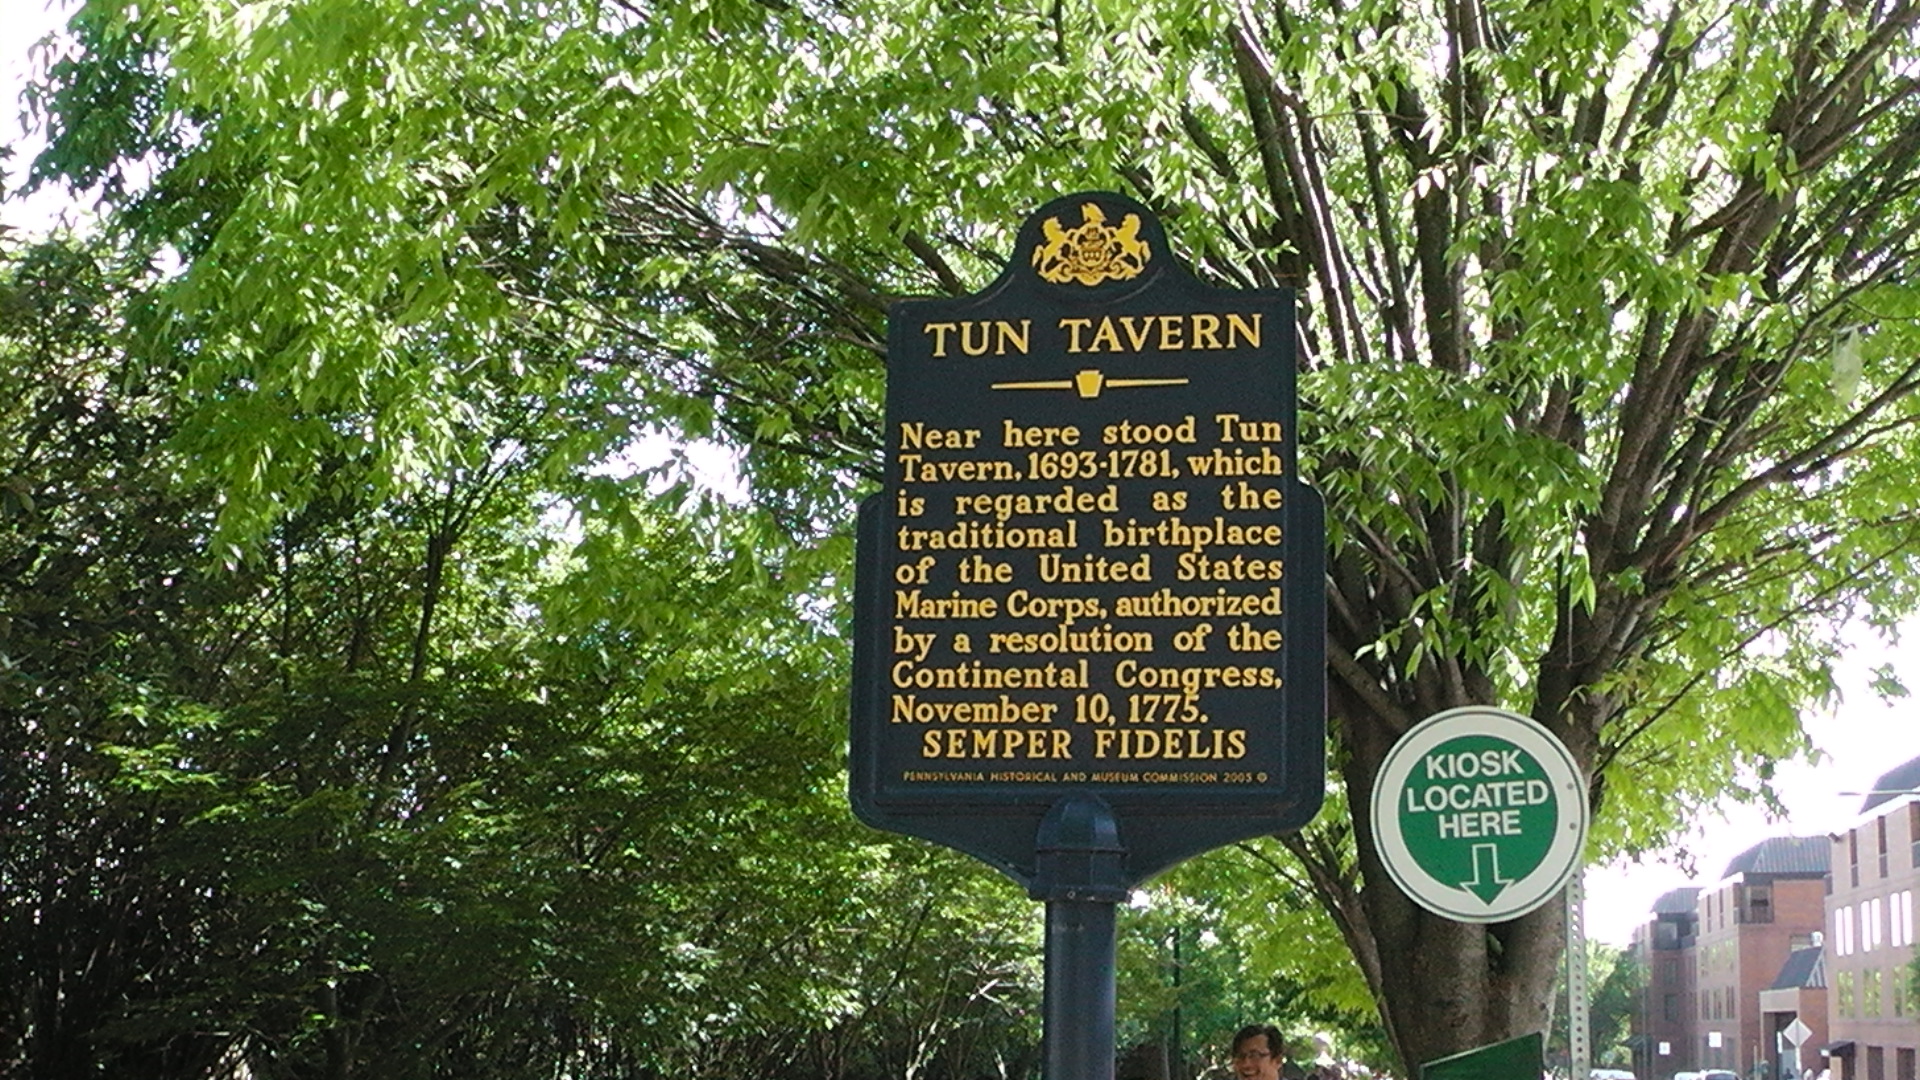 TUN TAVERN
Near here stood Tun
Tavern, 1693-1781, which
is regarded as the
traditional birthplace
of the United States
Marine Corps, authorized
by a resolution of the
Continental Congress,
November 10, 1775.
SEMPER FIDELIS
PENNSYLVANIA HISTORICAL AND MUSEUM COMMISSION 2003 ©
KIOSK
LOCATED
HERE